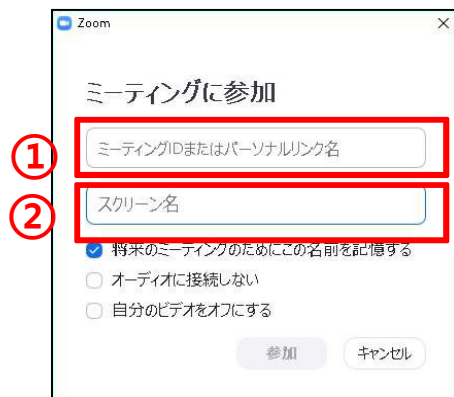 Zoom
ミーティングに参加
① ミーティングIDまたはパーソナルリンク名
② スクリーン名
将来のミーティングのためにこの名前を記憶する
オーディオに接続しない
自分のビデオをオフにする
参加 キャンセル